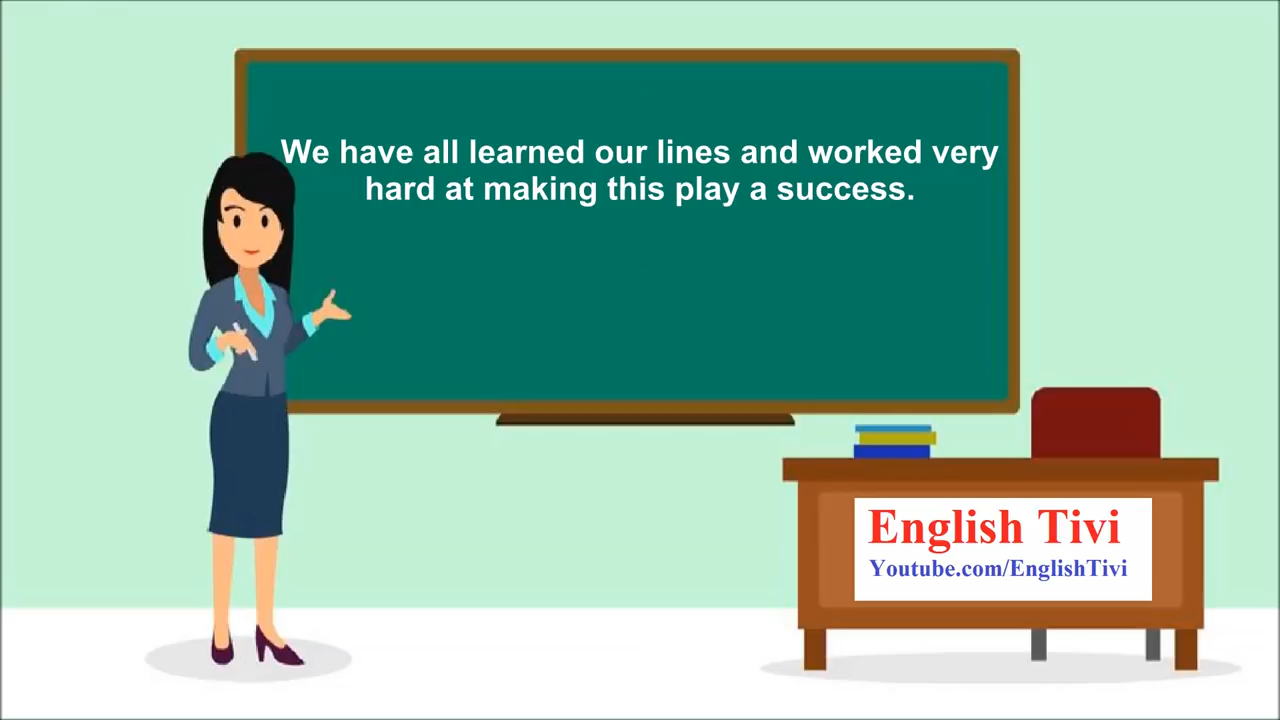 We have all learned our lines and worked very
hard at making this play a success.
English Tivi
Youtube.com/EnglishTivi